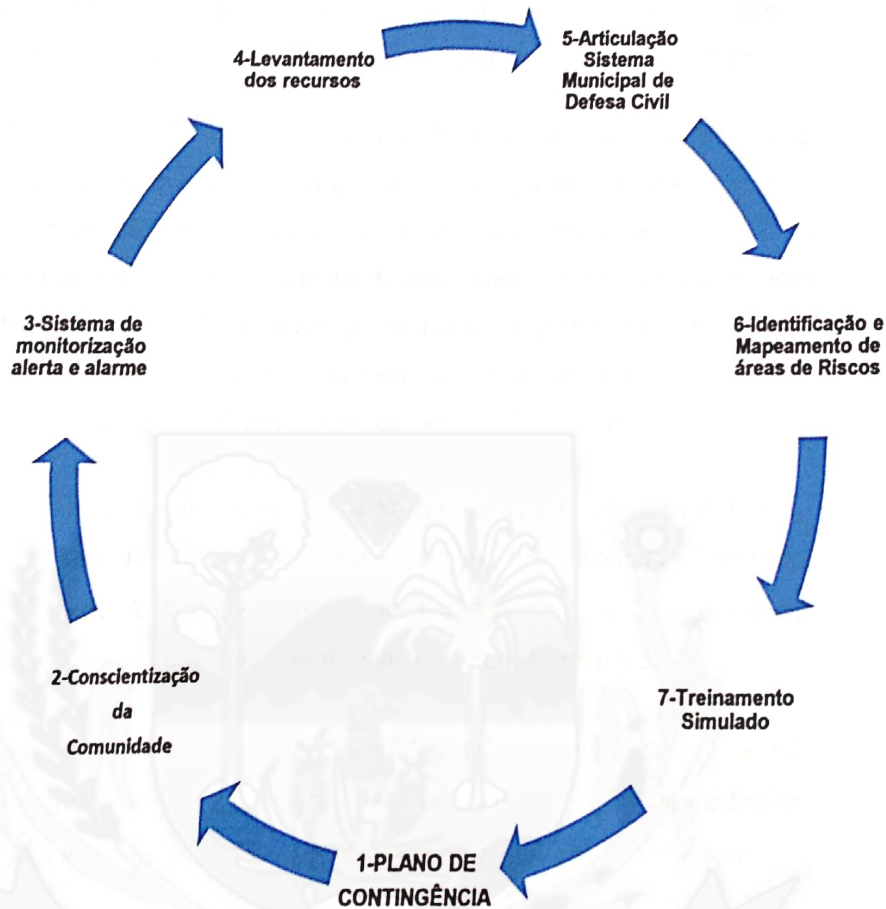 4-Levantamento
dos recursos
5-Articulação
Sistema
Municipal de
Defesa Civil
3-Sistema de
monitorização
alerta e alarme
6-Identificação e
Mapeamento de
áreas de Riscos
2-Conscientização
da
Comunidade
7-Treinamento
Simulado
1-PLANO DE
CONTINGÊNCIA